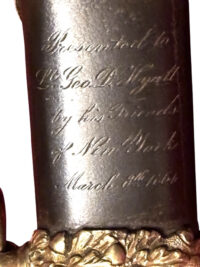 Presented to
Lt Geo. D. Wyatt
by his Friends
of New York
March 8th 1864